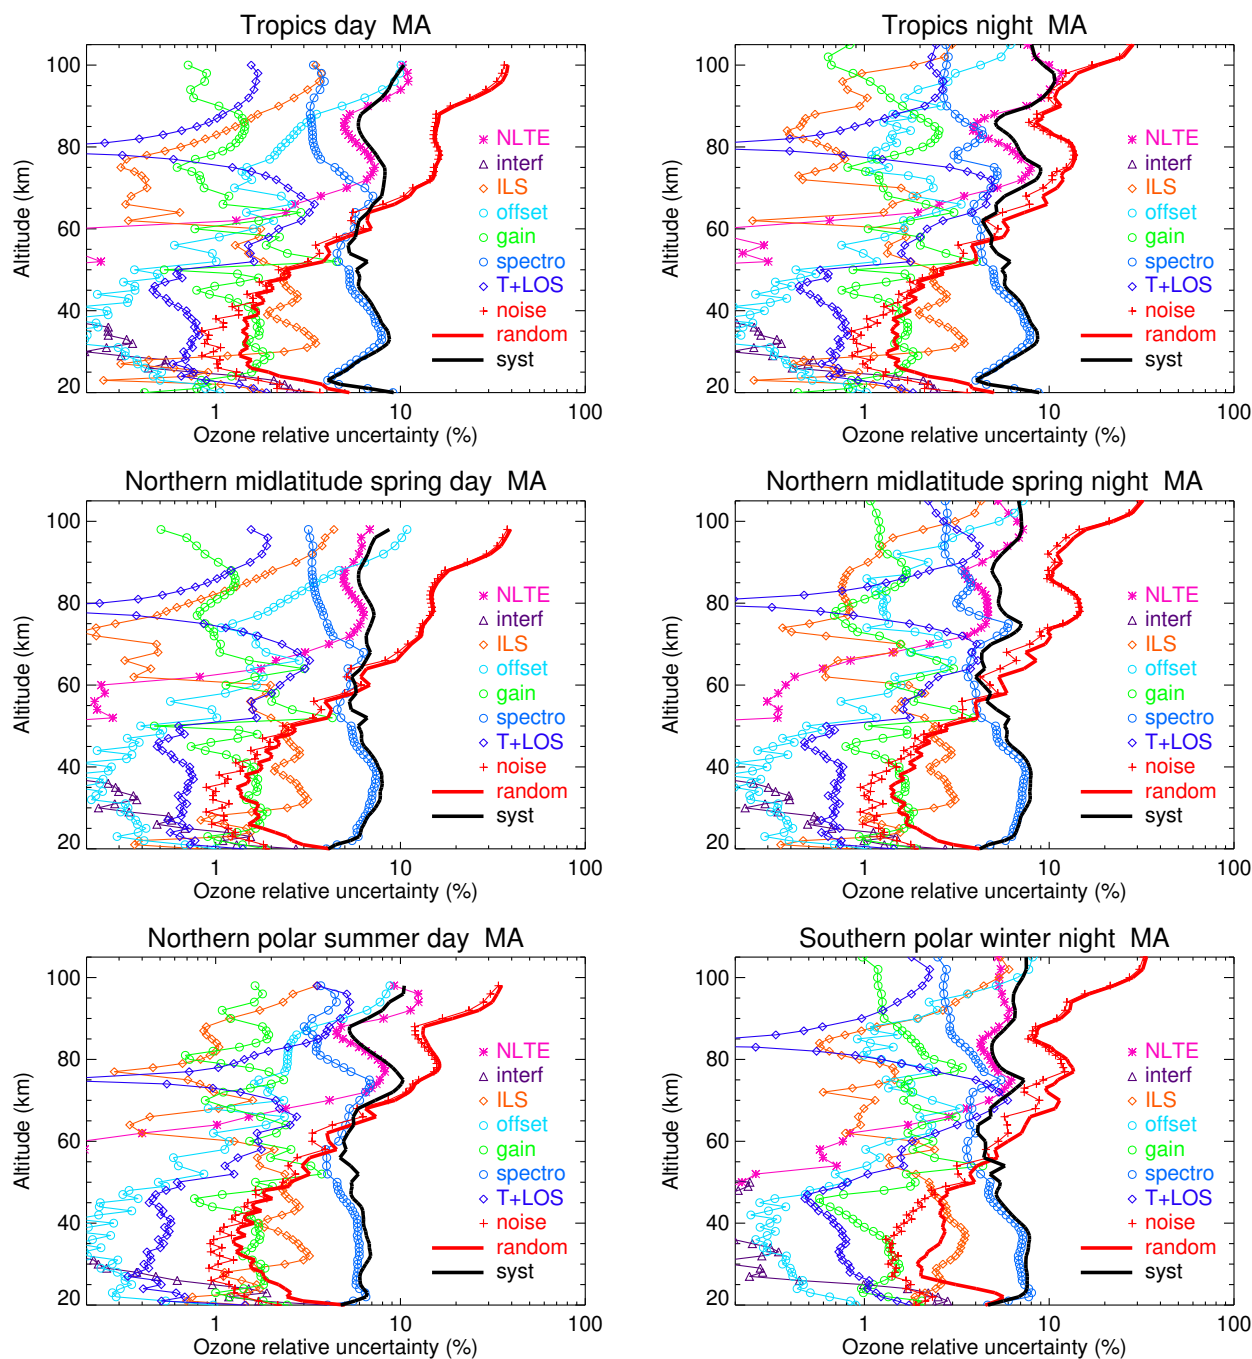 Tropics day MA
100
80
60
40
20
Altitude (km)
NLTE
interf
ILS
offset
gain
spectro
T+LOS
noise
random
syst
1
10
100
Ozone relative uncertainty (%)
Tropics night MA
100
80
60
40
20
Altitude (km)
NLTE
interf
ILS
offset
gain
spectro
T+LOS
noise
random
syst
1
10
100
Ozone relative uncertainty (%)
Northern midlatitude spring day MA
100
80
60
40
20
Altitude (km)
NLTE
interf
ILS
offset
gain
spectro
T+LOS
noise
random
syst
1
10
100
Ozone relative uncertainty (%)
Northern midlatitude spring night MA
100
80
60
40
20
Altitude (km)
NLTE
interf
ILS
offset
gain
spectro
T+LOS
noise
random
syst
1
10
100
Ozone relative uncertainty (%)
Northern polar summer day MA
100
80
60
40
20
Altitude (km)
NLTE
interf
ILS
offset
gain
spectro
T+LOS
noise
random
syst
1
10
100
Ozone relative uncertainty (%)
Southern polar winter night MA
100
80
60
40
20
Altitude (km)
NLTE
interf
ILS
offset
gain
spectro
T+LOS
noise
random
syst
1
10
100
Ozone relative uncertainty (%)